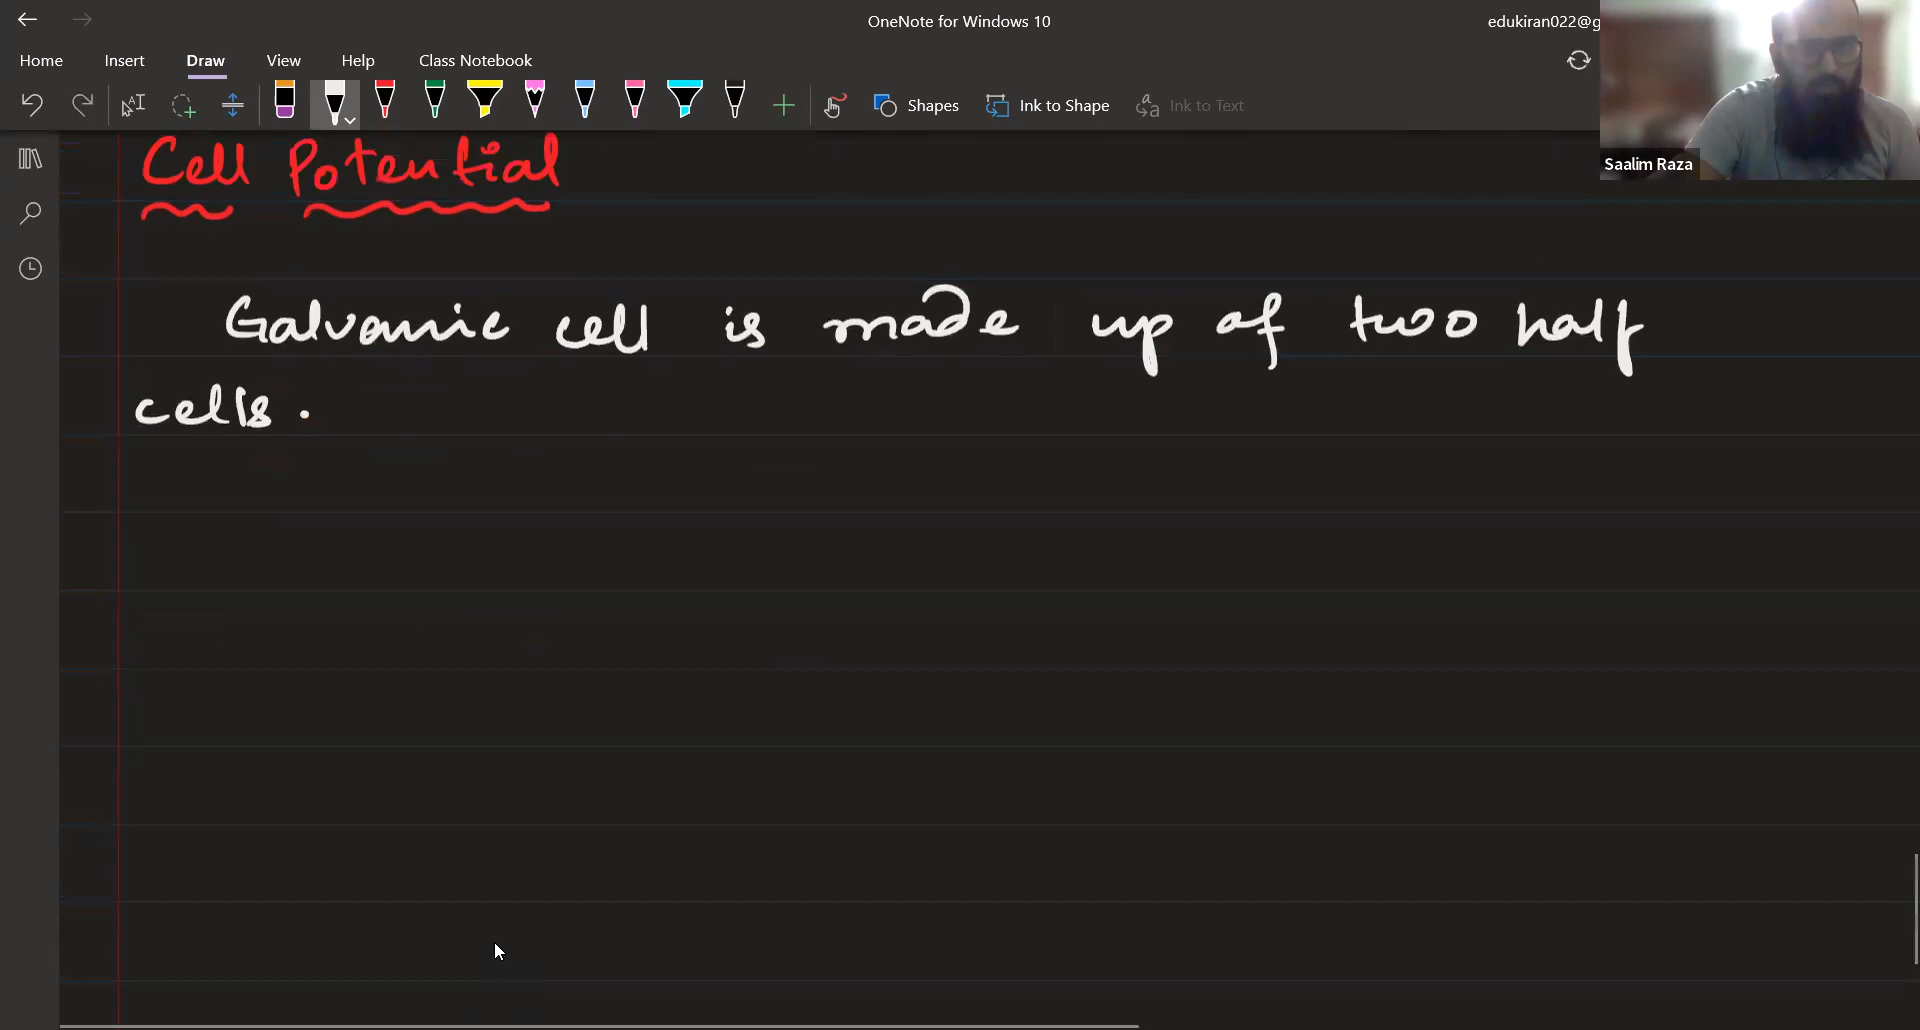 OneNote for Windows 10
edukiran022@g
Home Insert Draw View Help Class Notebook
Shapes Ink to Shape Ink to Text
Saalim Raza
Cell Potential
Galvanic cell is made up of two half
cells.